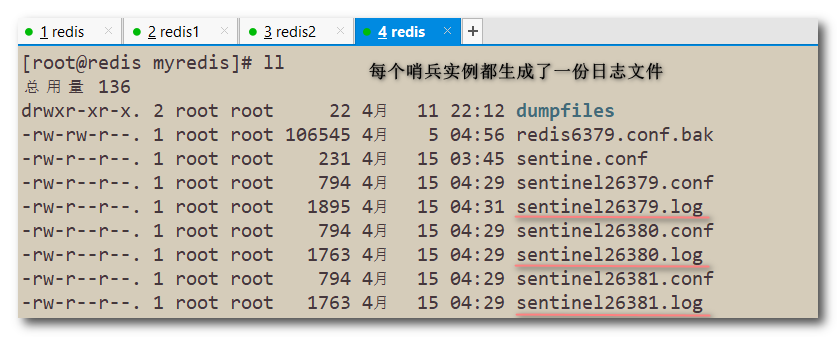 1 redis × 2 redis1 × 3 redis2 × 4 redis × +
[root@redis myredis]# ll
每个哨兵实例都生成了一份日志文件
总用量 136
drwxr-xr-x. 2 root root 22 4月 11 22:12 dumpfiles
-rw-rw-r--. 1 root root 106545 4月 5 04:56 redis6379.conf.bak
-rw-r--r--. 1 root root 231 4月 15 03:45 sentine.conf
-rw-r--r--. 1 root root 794 4月 15 04:29 sentinel26379.conf
-rw-r--r--. 1 root root 1895 4月 15 04:31 sentinel26379.log
-rw-r--r--. 1 root root 794 4月 15 04:29 sentinel26380.conf
-rw-r--r--. 1 root root 1763 4月 15 04:29 sentinel26380.log
-rw-r--r--. 1 root root 794 4月 15 04:29 sentinel26381.conf
-rw-r--r--. 1 root root 1763 4月 15 04:29 sentinel26381.log